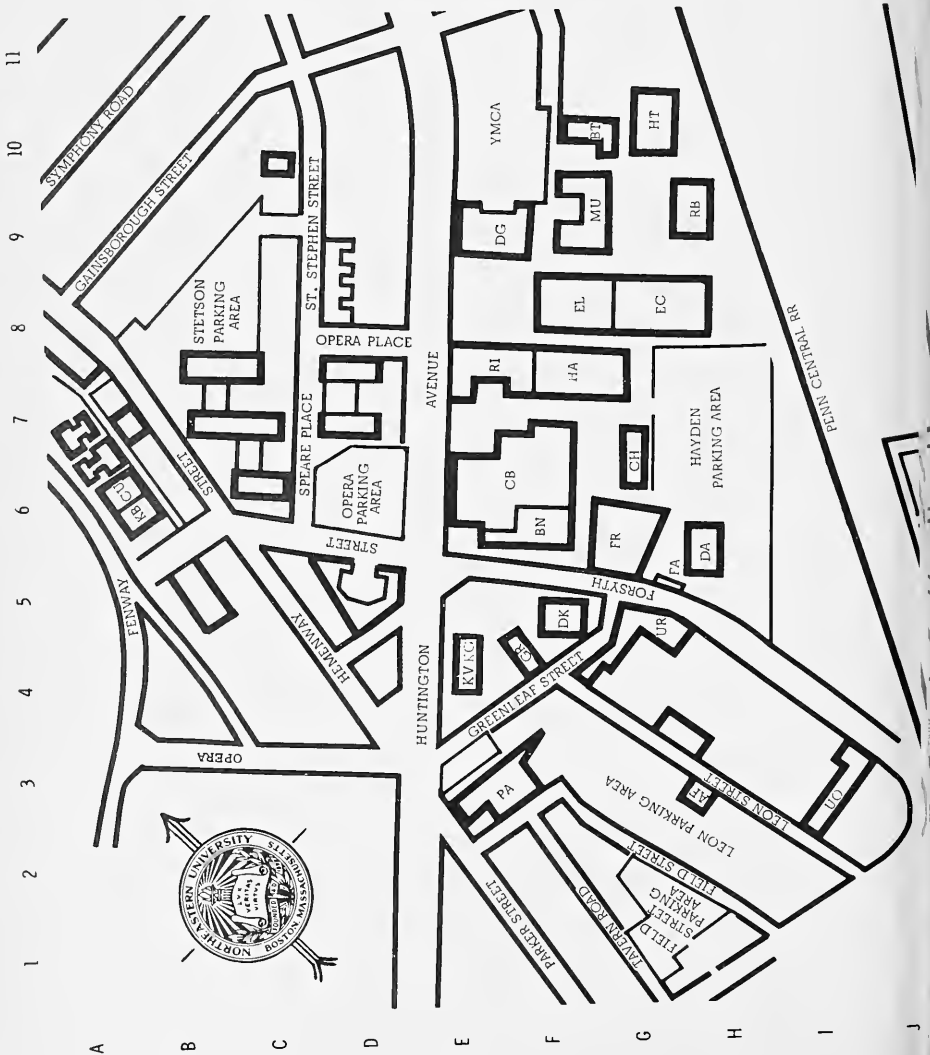 11
10
9
8
7
6
5
4
3
2
1
A
B
C
D
E
F
G
H
I
J
SYMPHONY ROAD
GAINSBOROUGH STREET
STETSON
PARKING
AREA
ST. STEPHEN STREET
OPERA PLACE
SPEARE PLACE
STREET
OPERA
PARKING
AREA
STREET
KB
CU
FENWAY
HEMENWAY
OPERA
HUNTINGTON
AVENUE
YMCA
BT
HT
DG
MU
RB
EL
EC
RI
HA
CB
BN
CH
FR
HAYDEN
PARKING AREA
PENN CENTRAL RR
DA
FORSYTH
UR
DK
GR
KV
GREENLEAF STREET
PA
LEON PARKING AREA
AF
LEON STREET
UO
FIELD STREET
FIELD
STREET
PARKING
AREA
TAVERN ROAD
PARKER STREET
NORTHEASTERN UNIVERSITY
BOSTON MASSACHUSETTS
LVX
VERITAS
VIRTVS